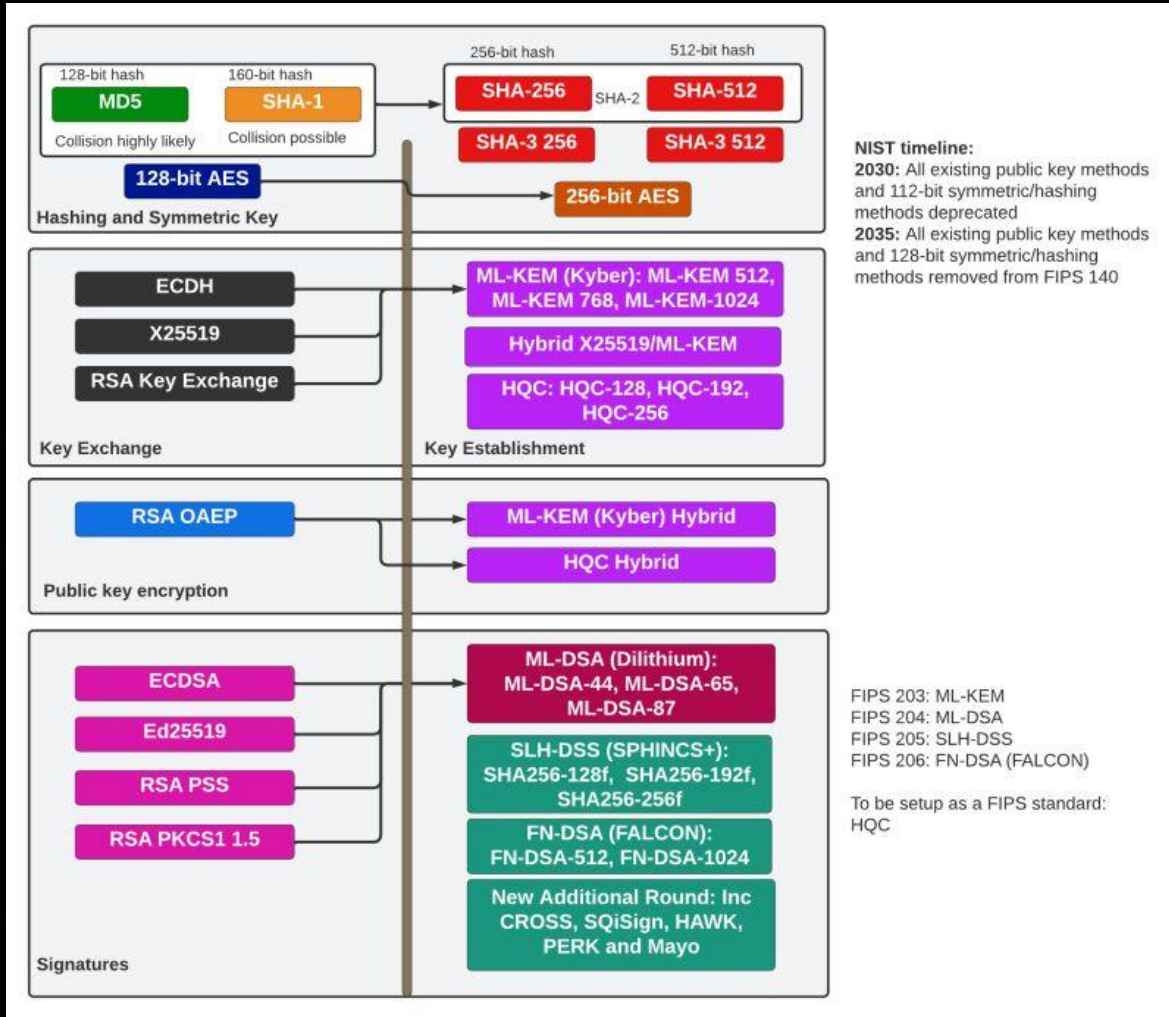 128-bit hash
MD5
Collision highly likely
160-bit hash
SHA-1
Collision possible
256-bit hash
SHA-256
SHA-2
512-bit hash
SHA-512
SHA-3 256
SHA-3 512
128-bit AES
256-bit AES
Hashing and Symmetric Key
ECDH
X25519
RSA Key Exchange
Key Exchange
ML-KEM (Kyber): ML-KEM 512,
ML-KEM 768, ML-KEM-1024
Hybrid X25519/ML-KEM
HQC: HQC-128, HQC-192,
HQC-256
Key Establishment
RSA OAEP
ML-KEM (Kyber) Hybrid
HQC Hybrid
Public key encryption
ECDSA
Ed25519
RSA PSS
RSA PKCS1 1.5
Signatures
ML-DSA (Dilithium):
ML-DSA-44, ML-DSA-65,
ML-DSA-87
SLH-DSS (SPHINCS+):
SHA256-128f, SHA256-192f,
SHA256-256f
FN-DSA (FALCON):
FN-DSA-512, FN-DSA-1024
New Additional Round: Inc
CROSS, SQiSign, HAWK,
PERK and Mayo
NIST timeline:
2030: All existing public key methods
and 112-bit symmetric/hashing
methods deprecated
2035: All existing public key methods
and 128-bit symmetric/hashing
methods removed from FIPS 140
FIPS 203: ML-KEM
FIPS 204: ML-DSA
FIPS 205: SLH-DSS
FIPS 206: FN-DSA (FALCON)
To be setup as a FIPS standard:
HQC